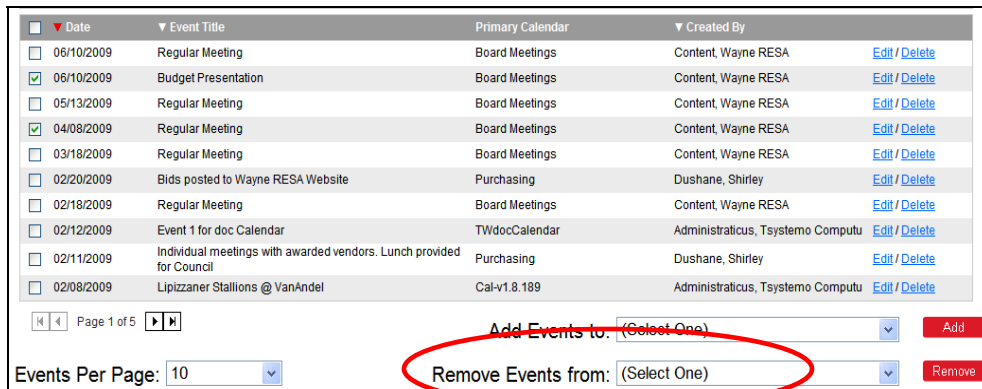 ▼ Date ▼ Event Title Primary Calendar ▼ Created By
06/10/2009 Regular Meeting Board Meetings Content, Wayne RESA Edit / Delete
06/10/2009 Budget Presentation Board Meetings Content, Wayne RESA Edit / Delete
05/13/2009 Regular Meeting Board Meetings Content, Wayne RESA Edit / Delete
04/08/2009 Regular Meeting Board Meetings Content, Wayne RESA Edit / Delete
03/18/2009 Regular Meeting Board Meetings Content, Wayne RESA Edit / Delete
02/20/2009 Bids posted to Wayne RESA Website Purchasing Dushane, Shirley Edit / Delete
02/18/2009 Regular Meeting Board Meetings Content, Wayne RESA Edit / Delete
02/12/2009 Event 1 for doc Calendar TWdocCalendar Administraticus, Tsystemo Computu Edit / Delete
02/11/2009 Individual meetings with awarded vendors. Lunch provided Purchasing Dushane, Shirley Edit / Delete
for Council
02/08/2009 Lipizzaner Stallions @ VanAndel Cal-v1.8.189 Administraticus, Tsystemo Computu Edit / Delete
Page 1 of 5 Add Events to: (Select One) Add
Events Per Page: 10 Remove Events from: (Select One) Remove